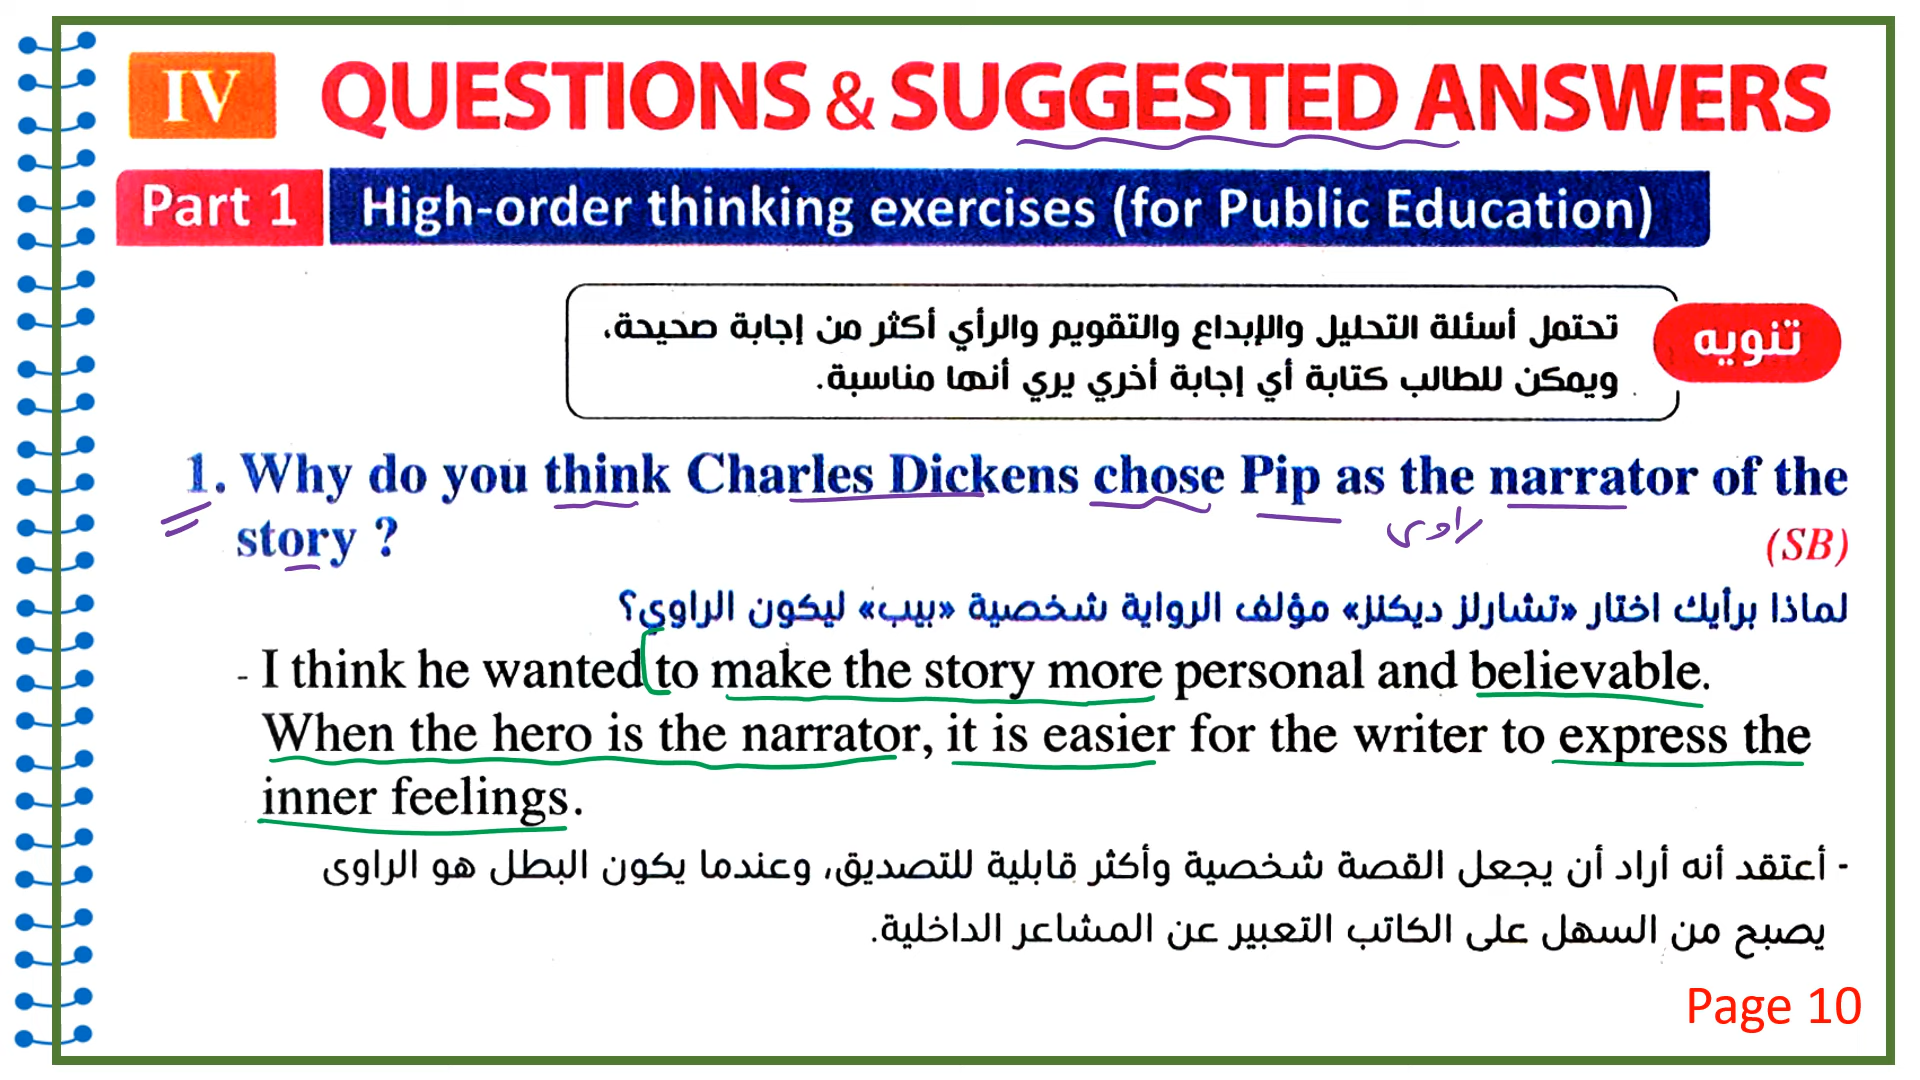 IV QUESTIONS & SUGGESTED ANSWERS
Part 1 High-order thinking exercises (for Public Education)
تنويه
تحتمل أسئلة التحليل والإبداع والتقويم والرأي أكثر من إجابة صحيحة،
ويمكن للطالب كتابة أي إجابة أخري يري أنها مناسبة.
1. Why do you think Charles Dickens chose Pip as the narrator of the
راوى
story ? (SB)
لماذا برأيك اختار «تشارلز ديكنز» مؤلف الرواية شخصية «بيب» ليكون الراوي؟
- I think he wanted to make the story more personal and believable.
When the hero is the narrator, it is easier for the writer to express the
inner feelings.
- أعتقد أنه أراد أن يجعل القصة شخصية وأكثر قابلية للتصديق، وعندما يكون البطل هو الراوى
يصبح من السهل على الكاتب التعبير عن المشاعر الداخلية.
Page 10